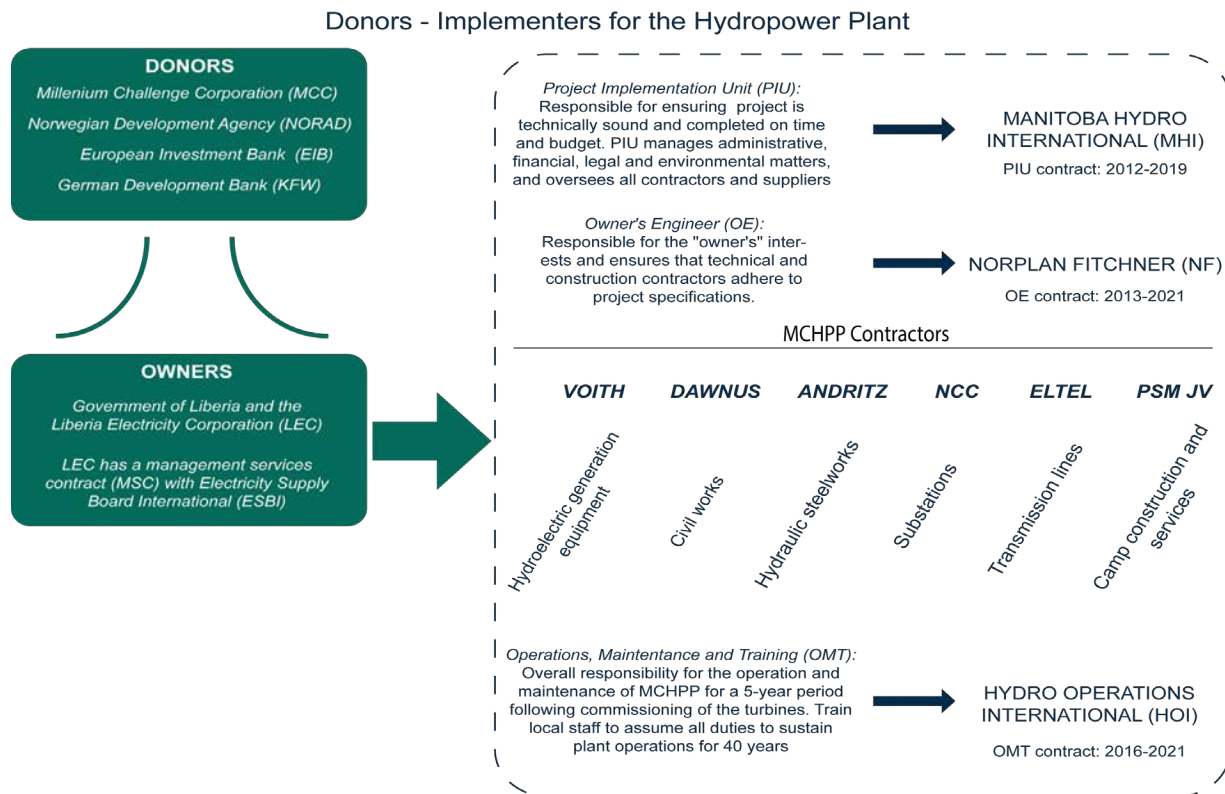 Donors - Implementers for the Hydropower Plant
DONORS
Millenium Challenge Corporation (MCC)
Norwegian Development Agency (NORAD)
European Investment Bank (EIB)
German Development Bank (KFW)
OWNERS
Government of Liberia and the
Liberia Electricity Corporation (LEC)
LEC has a management services
contract (MSC) with Electricity Supply
Board International (ESBI)
Project Implementation Unit (PIU):
Responsible for ensuring project is
technically sound and completed on time
and budget. PIU manages administrative,
financial, legal and environmental matters,
and oversees all contractors and suppliers
MANITOBA HYDRO
INTERNATIONAL (MHI)
PIU contract: 2012-2019
Owner's Engineer (OE):
Responsible for the "owner's" inter-
ests and ensures that technical and
construction contractors adhere to
project specifications.
NORPLAN FITCHNER (NF)
OE contract: 2013-2021
MCHPP Contractors
VOITH DAWNUS ANDRITZ NCC ELTEL PSM JV
Hydroelectric generation
equipment
Civil works
Hydraulic steelworks
Substations
Transmission lines
Camp construction and
services
Operations, Maintentance and Training (OMT):
Overall responsibility for the operation and
maintenance of MCHPP for a 5-year period
following commissioning of the turbines. Train
local staff to assume all duties to sustain
plant operations for 40 years
HYDRO OPERATIONS
INTERNATIONAL (HOI)
OMT contract: 2016-2021